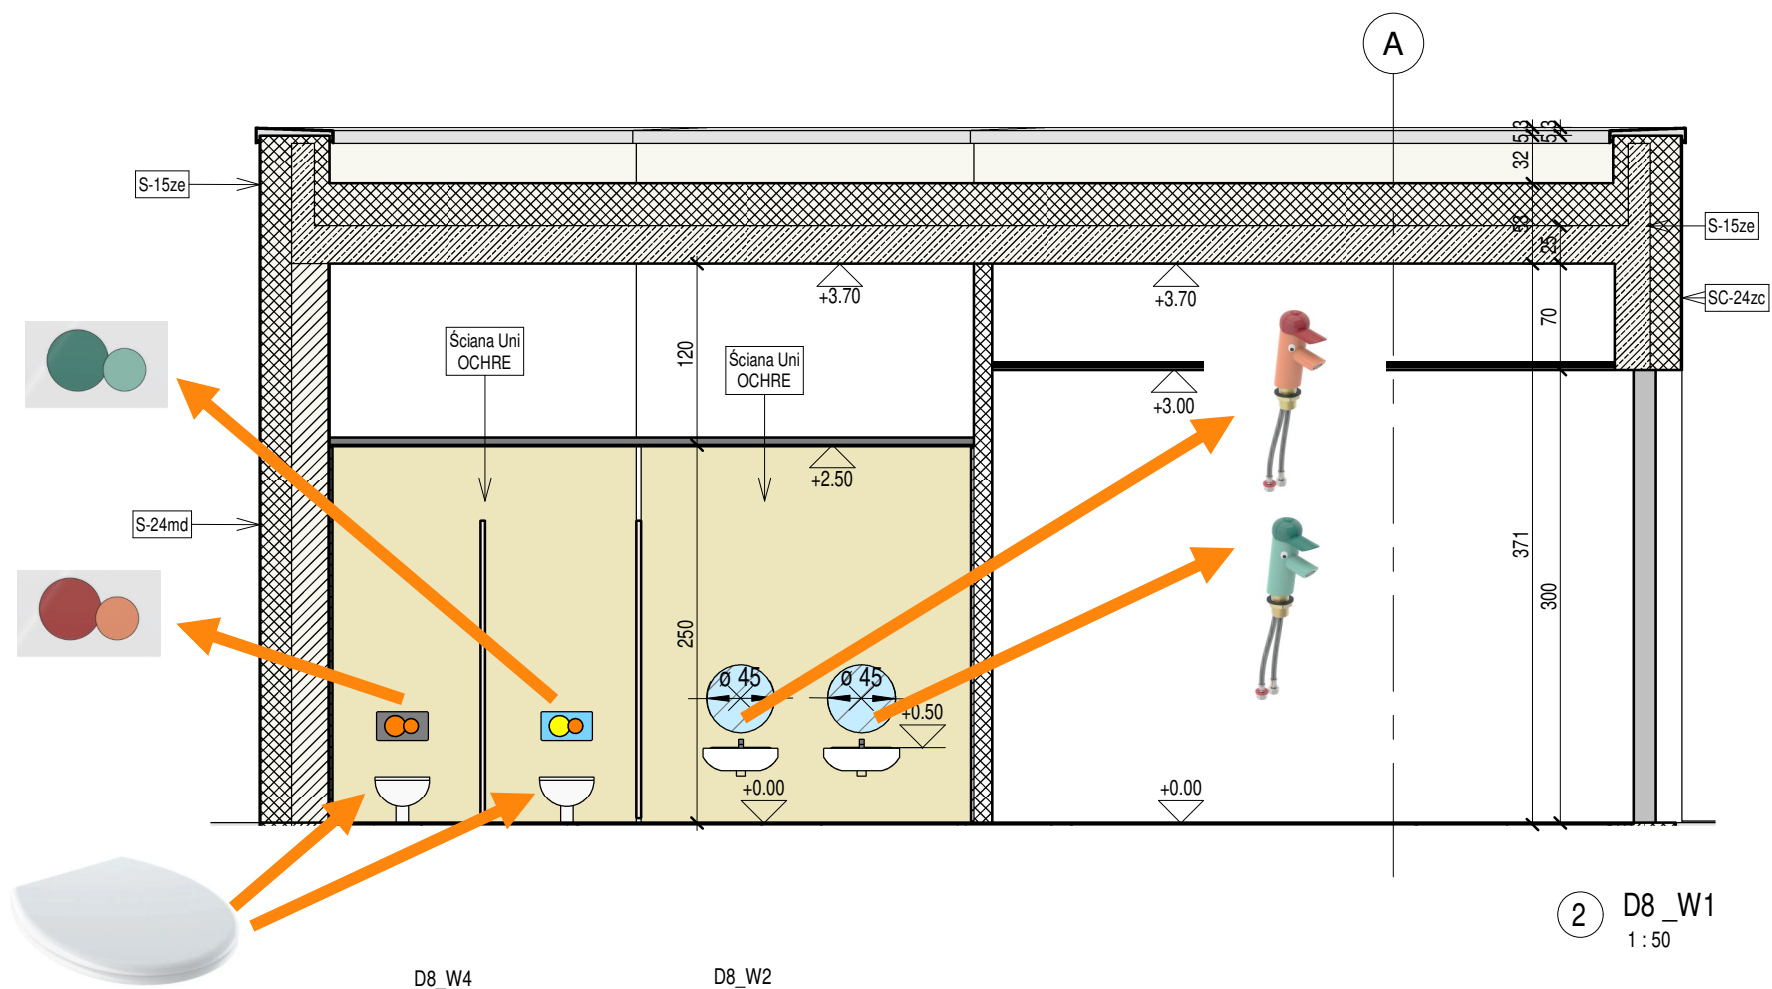 A
5,3
5,3
32
S-15ze
53
S-15ze
25
+3.70
+3.70
SC-24zc
70
Ściana Uni
OCHRE
120
Ściana Uni
OCHRE
+3.00
+2.50
S-24md
371
300
250
ø 45
ø 45
+0.50
+0.00
+0.00
2
D8 _W1
1 : 50
D8_W4
D8_W2